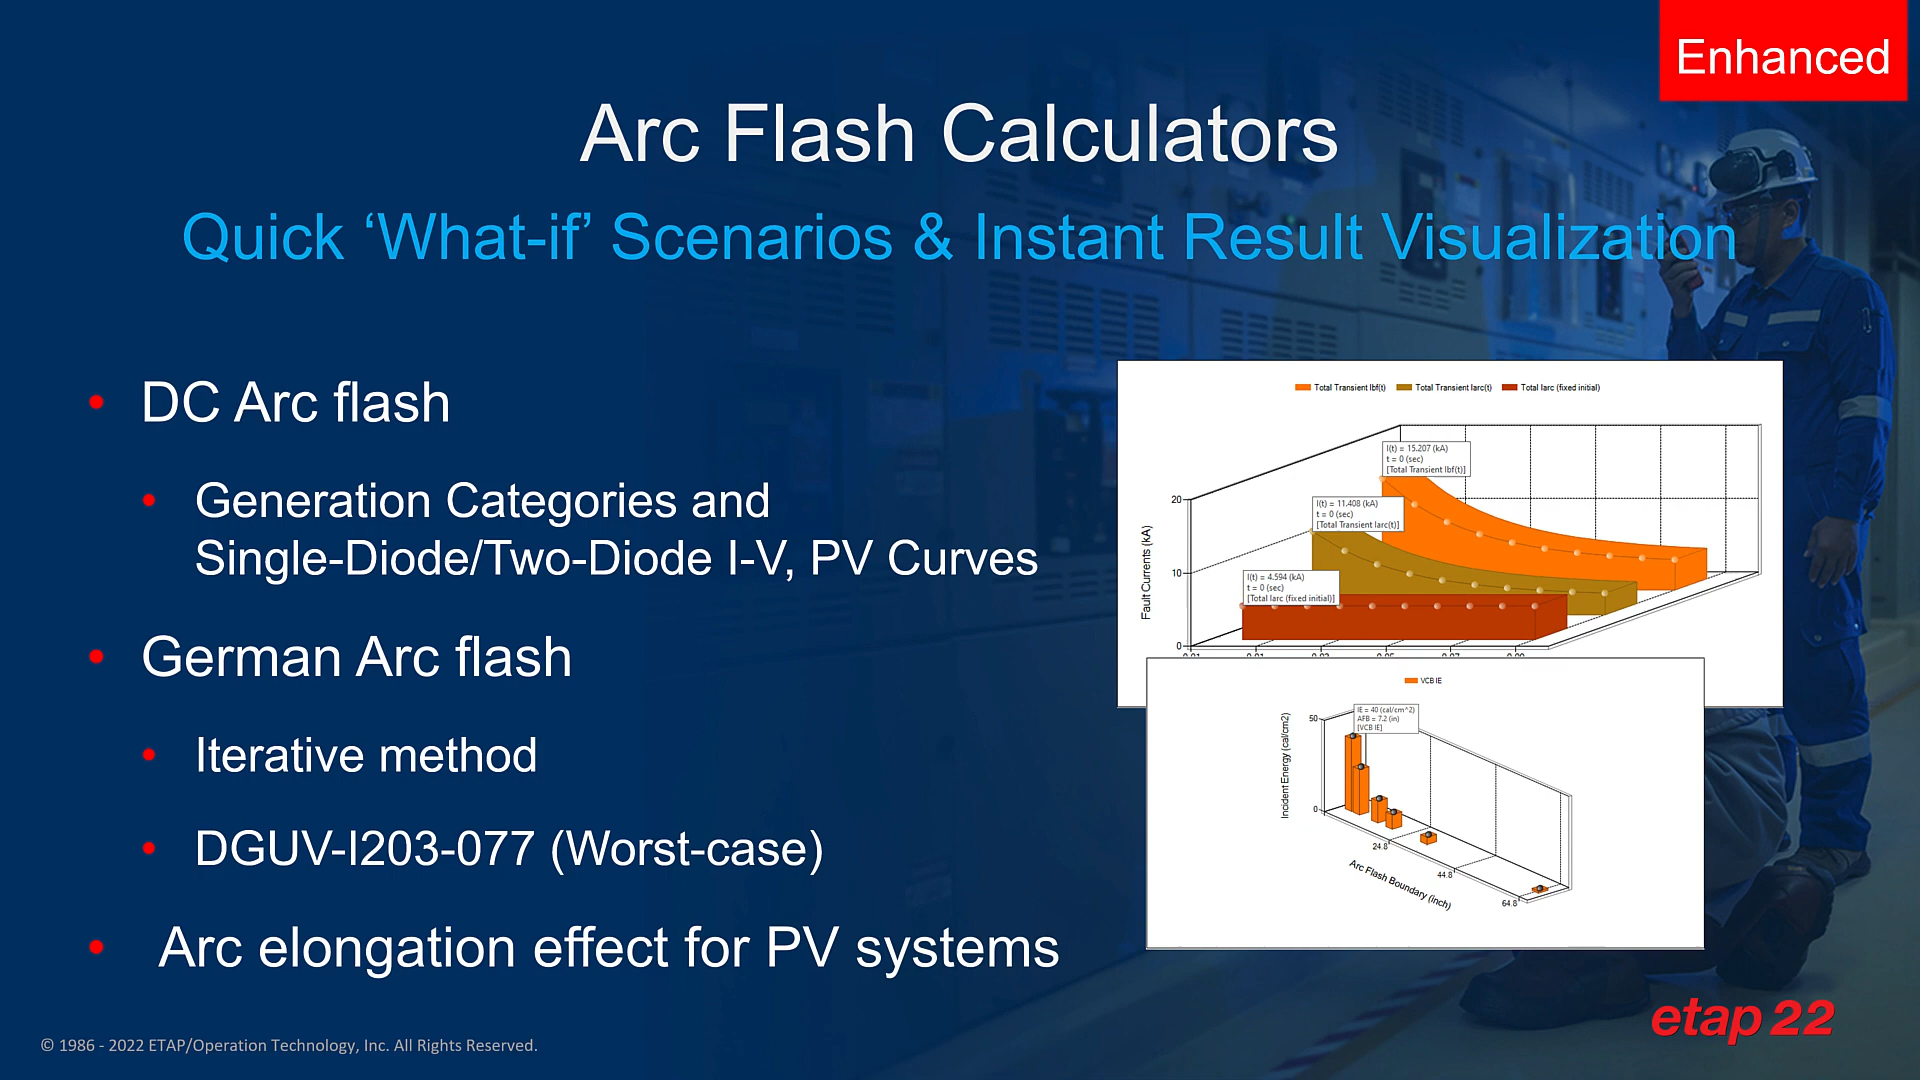 Enhanced
Arc Flash Calculators
Quick ‘What-if’ Scenarios & Instant Result Visualization
• DC Arc flash
• Generation Categories and
Single-Diode/Two-Diode I-V, PV Curves
• German Arc flash
• Iterative method
• DGUV-I203-077 (Worst-case)
• Arc elongation effect for PV systems
Total Transient Ibf(t) Total Transient Iarc(t) Total Iarc (fixed initial)
I(t) = 15.207 (kA)
t = 0 (sec)
[Total Transient Ibf(t)]
I(t) = 11.408 (kA)
t = 0 (sec)
[Total Transient Iarc(t)]
I(t) = 4.594 (kA)
t = 0 (sec)
[Total Iarc (fixed initial)]
Fault Currents (kA)
20
10
0
VCB IE
IE = 40 (cal/cm^2)
AFB = 7.2 (in)
[VCB IE]
Incident Energy (cal/cm2)
50
0
24.8
44.8
64.8
Arc Flash Boundary (inch)
etap 22
© 1986 - 2022 ETAP/Operation Technology, Inc. All Rights Reserved.